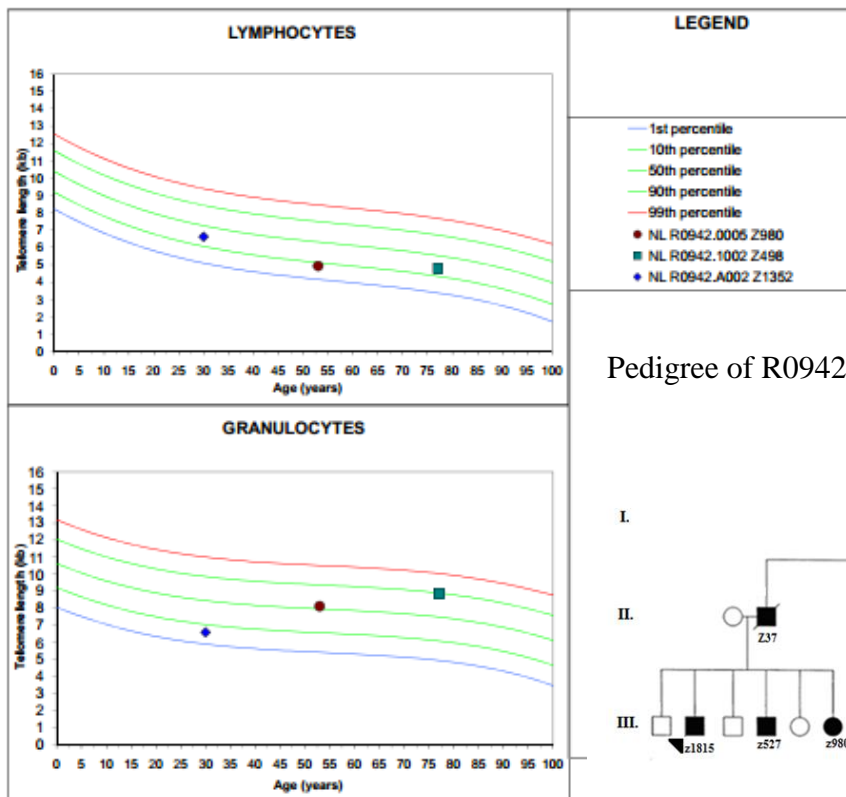 LYMPHOCYTES
Telomere length (kb)
16
15
14
13
12
11
10
9
8
7
6
5
4
3
2
1
0
0 5 10 15 20 25 30 35 40 45 50 55 60 65 70 75 80 85 90 95 100
Age (years)
GRANULOCYTES
Telomere length (kb)
16
15
14
13
12
11
10
9
8
7
6
5
4
3
2
1
0
0 5 10 15 20 25 30 35 40 45 50 55 60 65 70 75 80 85 90 95 100
Age (years)
LEGEND
1st percentile
10th percentile
50th percentile
90th percentile
99th percentile
NL R0942.0005 Z980
NL R0942.1002 Z498
NL R0942.A002 Z1352
Pedigree of R0942
I.
II.
Z37
III.
z1815
z527
z980